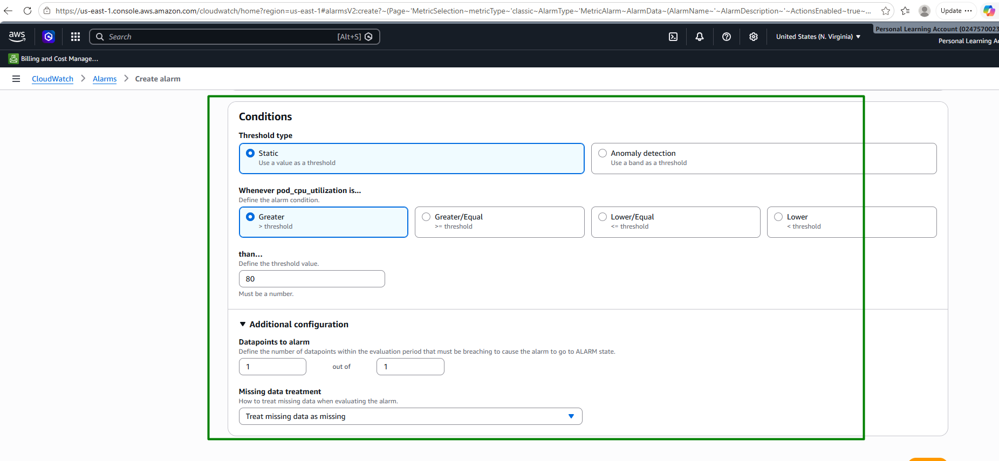 https://us-east-1.console.aws.amazon.com/cloudwatch/home?region=us-east-1#alarmsV2:create?~(Page~'MetricSelection~metricType~'classic~AlarmType~'MetricAlarm~AlarmData~(AlarmName~'~AlarmDescription~'~ActionsEnabled~true~...
Update
aws
Search
[Alt+S]
United States (N. Virginia)
Personal Learning Account (0247570023
Personal Learning Ac
Billing and Cost Manage...
CloudWatch
Alarms
Create alarm
Conditions
Threshold type
Static
Use a value as a threshold
Anomaly detection
Use a band as a threshold
Whenever pod_cpu_utilization is...
Define the alarm condition.
Greater
> threshold
Greater/Equal
>= threshold
Lower/Equal
<= threshold
Lower
< threshold
than...
Define the threshold value.
80
Must be a number.
Additional configuration
Datapoints to alarm
Define the number of datapoints within the evaluation period that must be breaching to cause the alarm to go to ALARM state.
1 out of 1
Missing data treatment
How to treat missing data when evaluating the alarm.
Treat missing data as missing